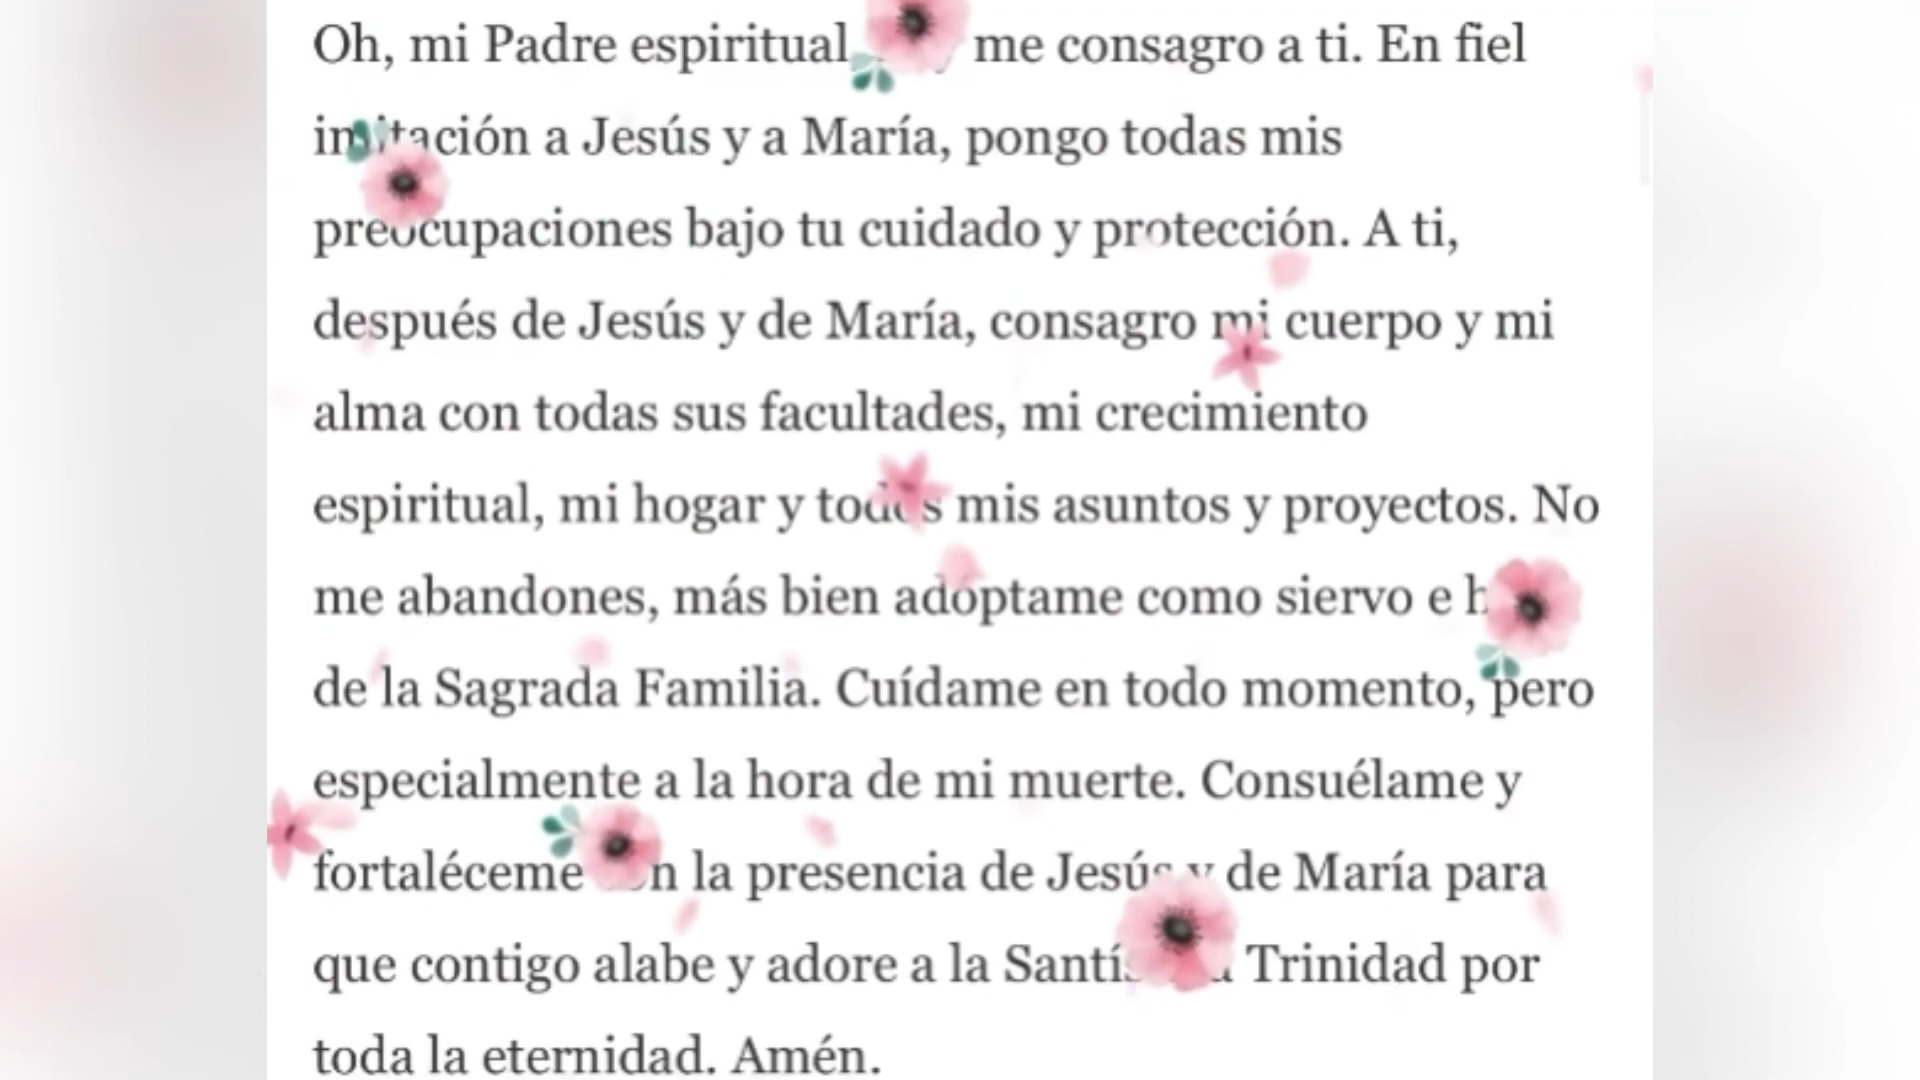 Oh, mi Padre espiritual, me consagro a ti. En fiel
imitación a Jesús y a María, pongo todas mis
preocupaciones bajo tu cuidado y protección. A ti,
después de Jesús y de María, consagro mi cuerpo y mi
alma con todas sus facultades, mi crecimiento
espiritual, mi hogar y todos mis asuntos y proyectos. No
me abandones, más bien adoptame como siervo e
de la Sagrada Familia. Cuídame en todo momento, pero
especialmente a la hora de mi muerte. Consuélame y
fortaléceme con la presencia de Jesús y de María para
que contigo alabe y adore a la Santísima Trinidad por
toda la eternidad. Amén.